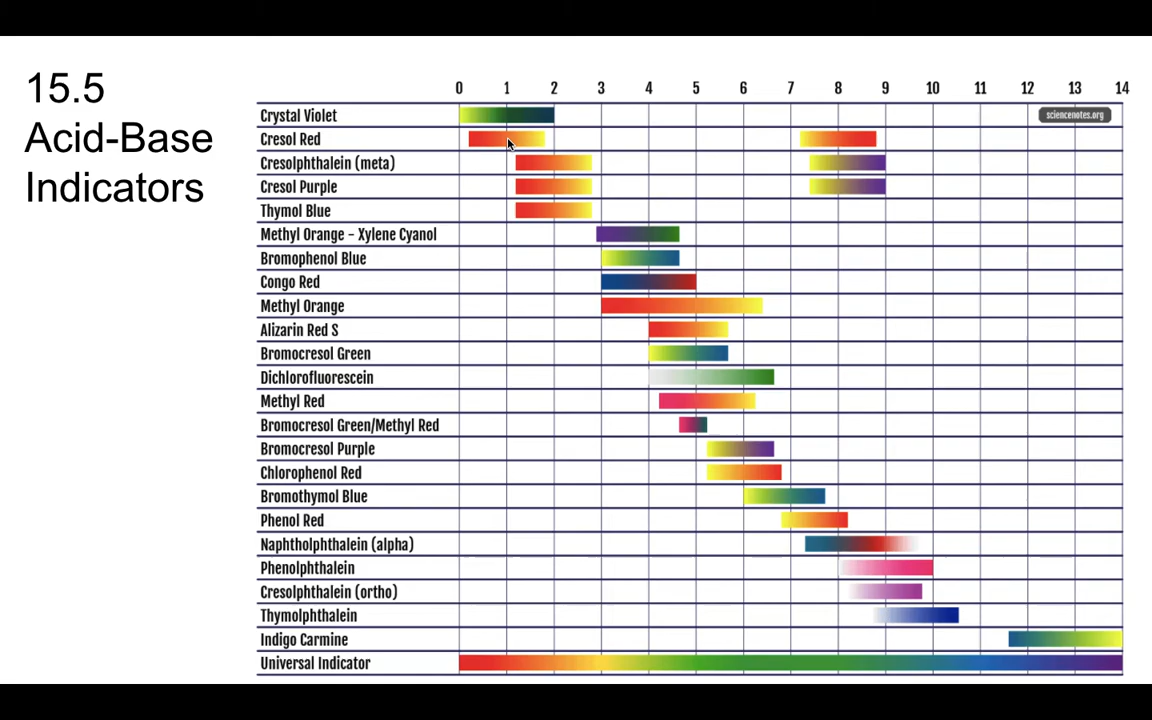 15.5
Acid-Base
Indicators
0 1 2 3 4 5 6 7 8 9 10 11 12 13 14
Crystal Violet
sciencenotes.org
Cresol Red
Cresolphthalein (meta)
Cresol Purple
Thymol Blue
Methyl Orange - Xylene Cyanol
Bromophenol Blue
Congo Red
Methyl Orange
Alizarin Red S
Bromocresol Green
Dichlorofluorescein
Methyl Red
Bromocresol Green/Methyl Red
Bromocresol Purple
Chlorophenol Red
Bromothymol Blue
Phenol Red
Naphtholphthalein (alpha)
Phenolphthalein
Cresolphthalein (ortho)
Thymolphthalein
Indigo Carmine
Universal Indicator